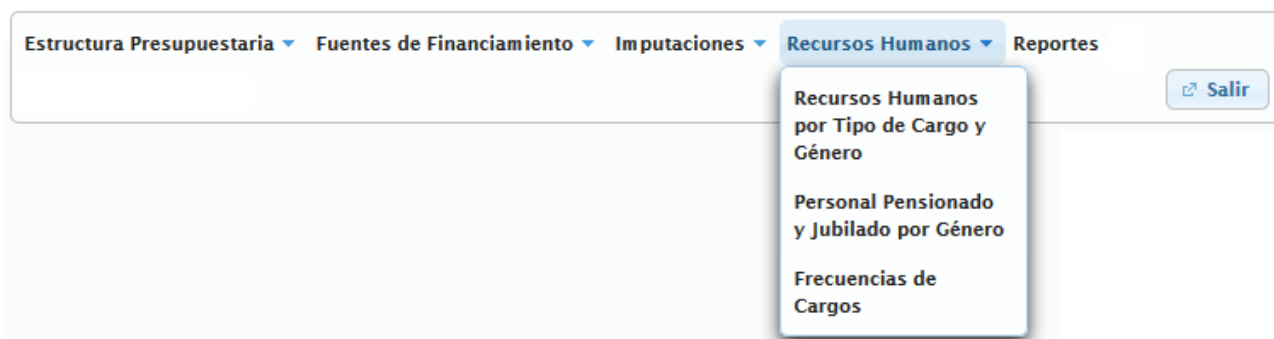 Estructura Presupuestaria Fuentes de Financiamiento Imputaciones Recursos Humanos Reportes
Salir
Recursos Humanos
por Tipo de Cargo y
Género
Personal Pensionado
y Jubilado por Género
Frecuencias de
Cargos